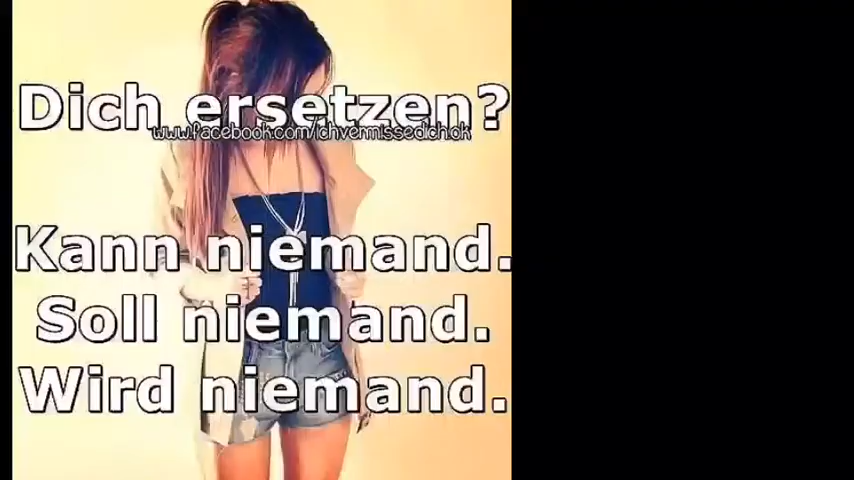 Dich ersetzen?
www.facebook.com/Ichvermissedich.ok
Kann niemand.
Soll niemand.
Wird niemand.